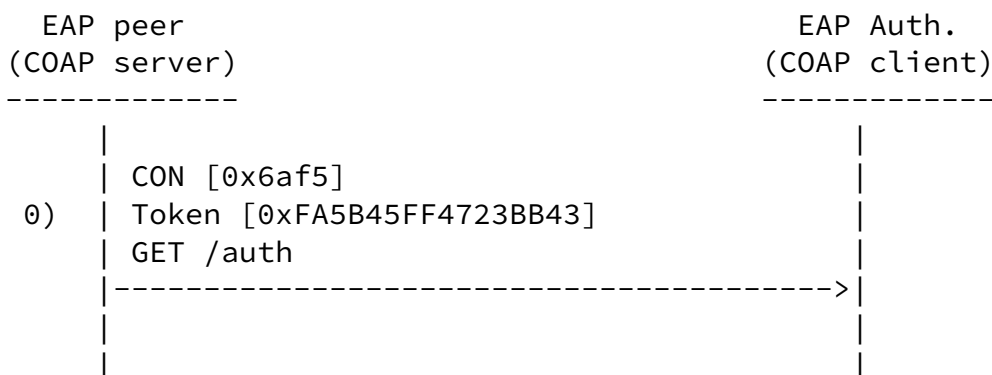 EAP peer                                EAP Auth.
(COAP server)                           (COAP client)
-------------                           -------------
CON [0x6af5]
0) Token [0xFA5B45FF4723BB43]
GET /auth